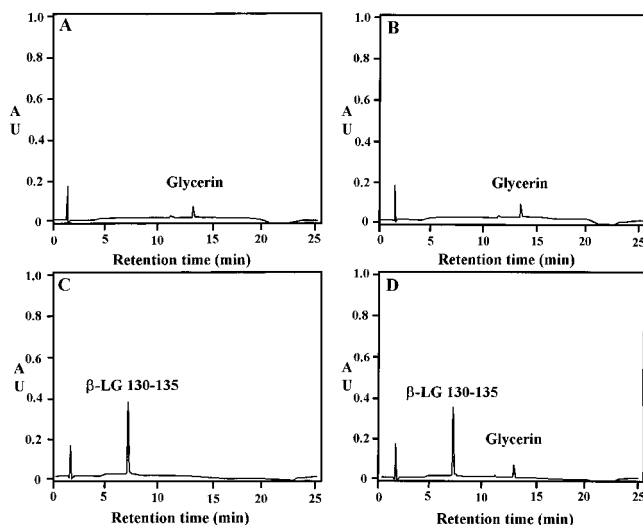 A
1.0
0.8
0.6
0.4
0.2
0
A
U
Glycerin
0 5 10 15 20 25
Retention time (min)
B
1.0
0.8
0.6
0.4
0.2
0
A
U
Glycerin
0 5 10 15 20 25
Retention time (min)
C
1.0
0.8
0.6
0.4
0.2
0
A
U
β-LG 130-135
0 5 10 15 20 25
Retention time (min)
D
1.0
0.8
0.6
0.4
0.2
0
A
U
β-LG 130-135
Glycerin
0 5 10 15 20 25
Retention time (min)